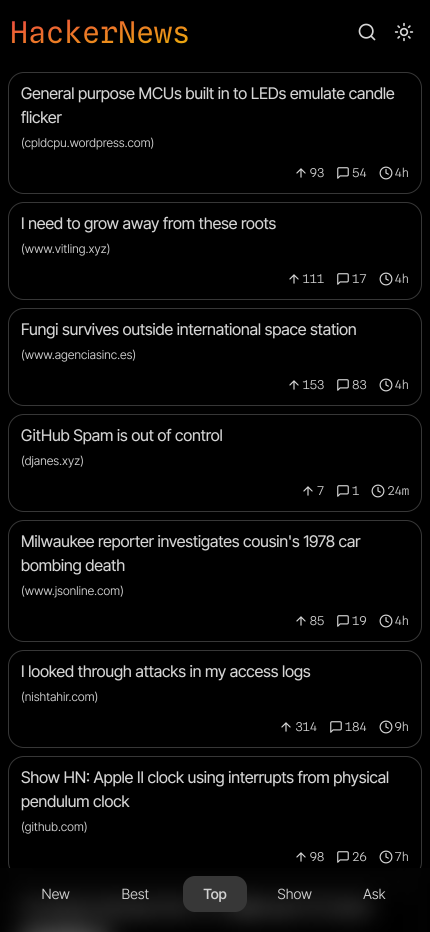 HackerNews
General purpose MCUs built in to LEDs emulate candle
flicker
(cpldcpu.wordpress.com)
93 54 4h
I need to grow away from these roots
(www.vitling.xyz)
111 17 4h
Fungi survives outside international space station
(www.agenciasinc.es)
153 83 4h
GitHub Spam is out of control
(djanes.xyz)
7 1 24m
Milwaukee reporter investigates cousin's 1978 car
bombing death
(www.jsonline.com)
85 19 4h
I looked through attacks in my access logs
(nishtahir.com)
314 184 9h
Show HN: Apple II clock using interrupts from physical
pendulum clock
(github.com)
98 26 7h
New Best Top Show Ask